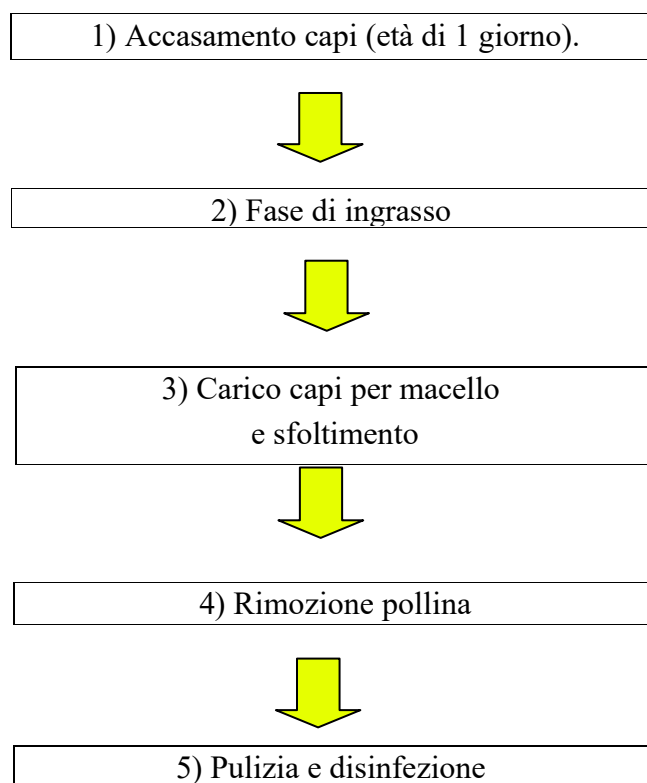 1) Accasamento capi (età di 1 giorno).
2) Fase di ingrasso
3) Carico capi per macello
e sfoltimento
4) Rimozione pollina
5) Pulizia e disinfezione